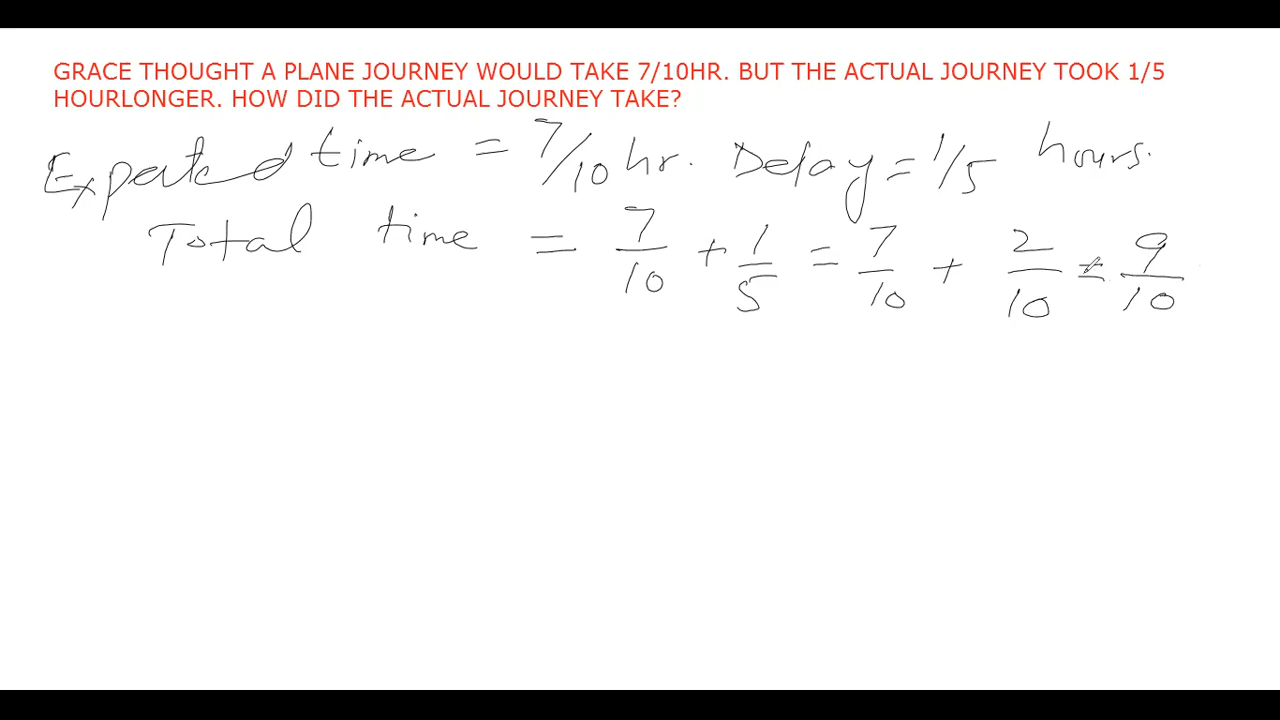 GRACE THOUGHT A PLANE JOURNEY WOULD TAKE 7/10HR. BUT THE ACTUAL JOURNEY TOOK 1/5
HOURLONGER. HOW DID THE ACTUAL JOURNEY TAKE?
Expected time = 7/10 hr. Delay = 1/5 hours.
Total time = 7/10 + 1/5 = 7/10 + 2/10 = 9/10